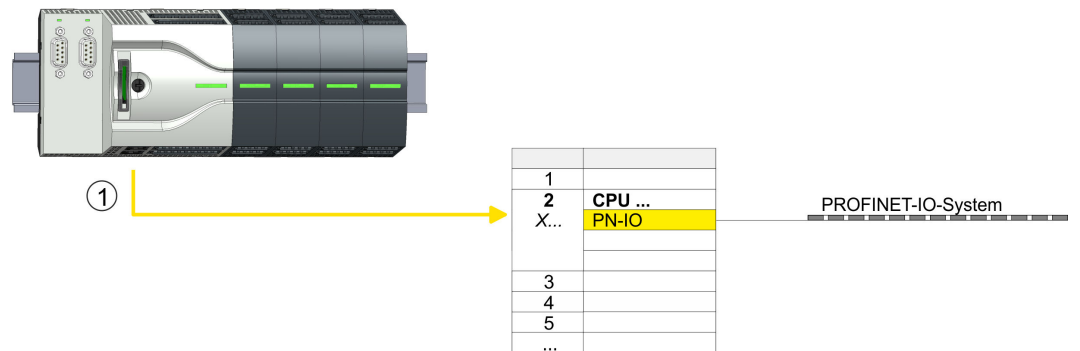 ①
1
2 CPU ...
X... PN-IO
PROFINET-IO-System
3
4
5
...